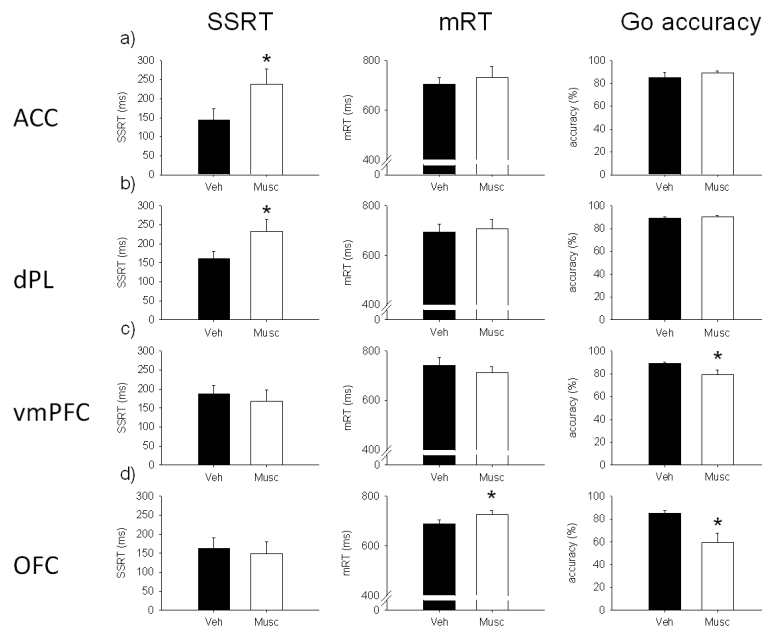 SSRT mRT Go accuracy
a)
ACC
SSRT (ms)
300
250
200
150
100
50
0
*
Veh Musc
mRT (ms)
800
600
400
0
Veh Musc
accuracy (%)
100
80
60
40
20
0
Veh Musc
b)
dPL
SSRT (ms)
300
250
200
150
100
50
0
*
Veh Musc
mRT (ms)
800
600
400
0
Veh Musc
accuracy (%)
100
80
60
40
20
0
Veh Musc
c)
vmPFC
SSRT (ms)
300
250
200
150
100
50
0
Veh Musc
mRT (ms)
800
600
400
0
Veh Musc
accuracy (%)
100
80
60
40
20
0
*
Veh Musc
d)
OFC
SSRT (ms)
300
250
200
150
100
50
0
Veh Musc
mRT (ms)
800
600
400
0
*
Veh Musc
accuracy (%)
100
80
60
40
20
0
*
Veh Musc